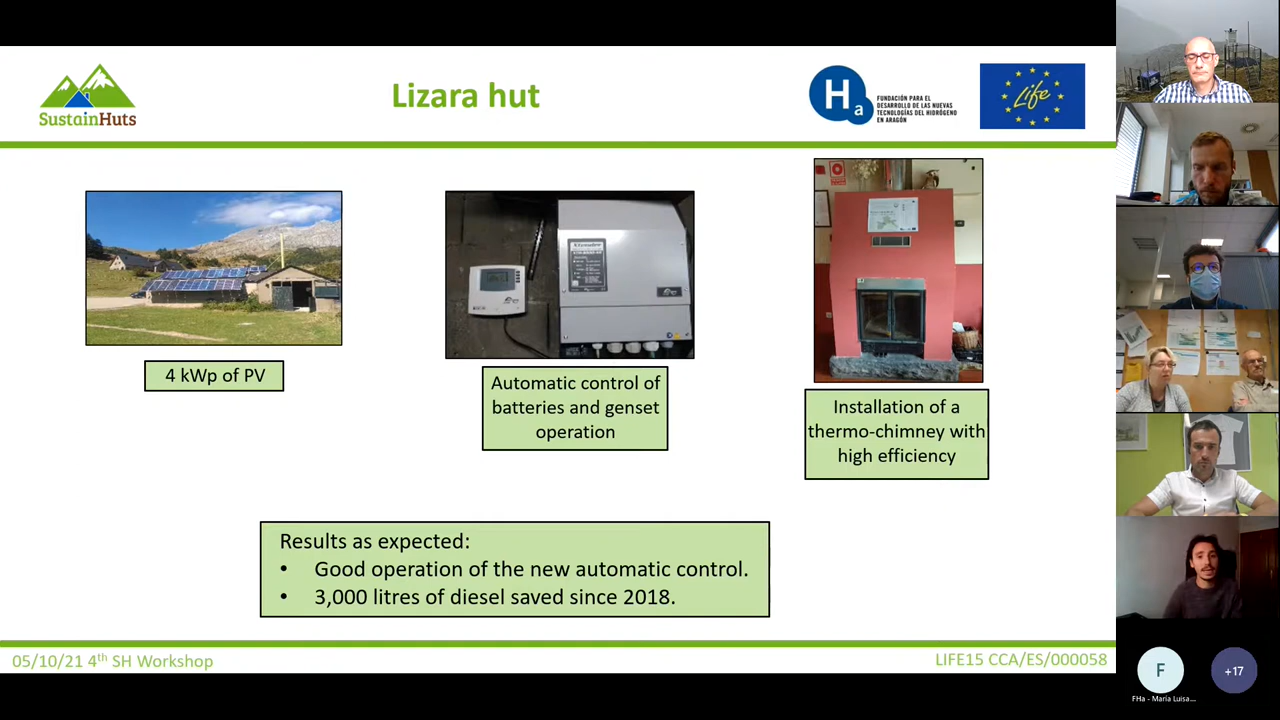 SustainHuts
Lizara hut
Ha
FUNDACIÓN PARA EL
DESARROLLO DE LAS NUEVAS
TECNOLOGÍAS DEL HIDRÓGENO
EN ARAGÓN
Life
4 kWp of PV
Automatic control of
batteries and genset
operation
Installation of a
thermo-chimney with
high efficiency
Results as expected:
• Good operation of the new automatic control.
• 3,000 litres of diesel saved since 2018.
05/10/21 4th SH Workshop
LIFE15 CCA/ES/000058
F
+17
FHa - María Luisa...